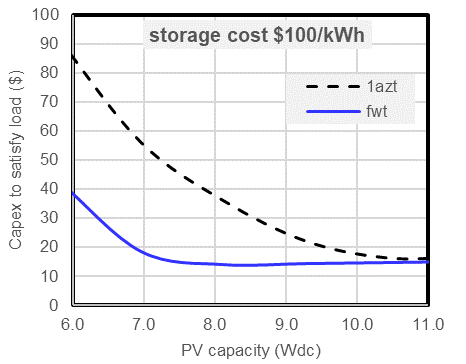 100
90
80
70
60
50
40
30
20
10
0
Capex to satisfy load ($)
storage cost $100/kWh
1azt
fwt
6.0 7.0 8.0 9.0 10.0 11.0
PV capacity (Wdc)